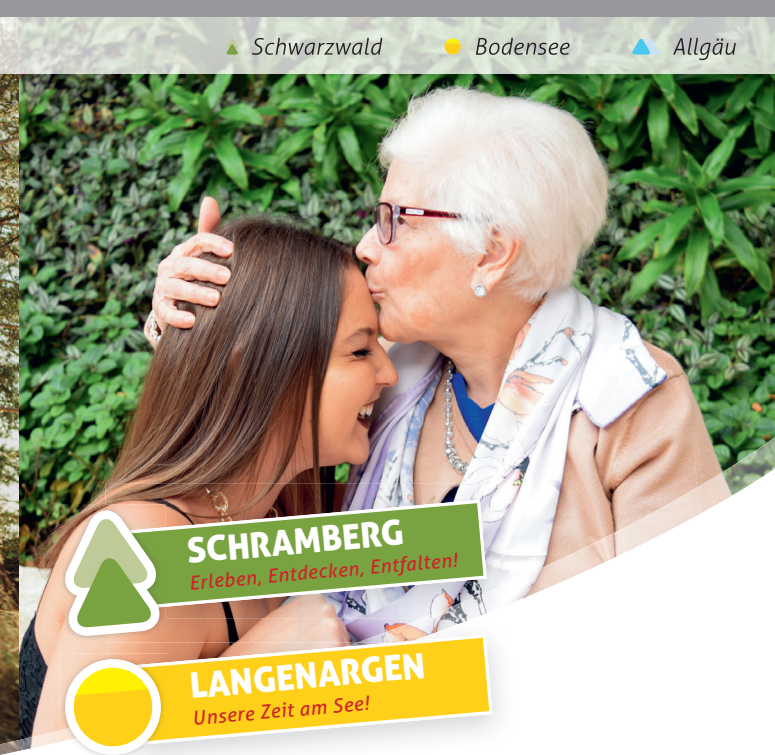 Schwarzwald Bodensee Allgäu
SCHRAMBERG
Erleben, Entdecken, Entfalten!
LANGENARGEN
Unsere Zeit am See!